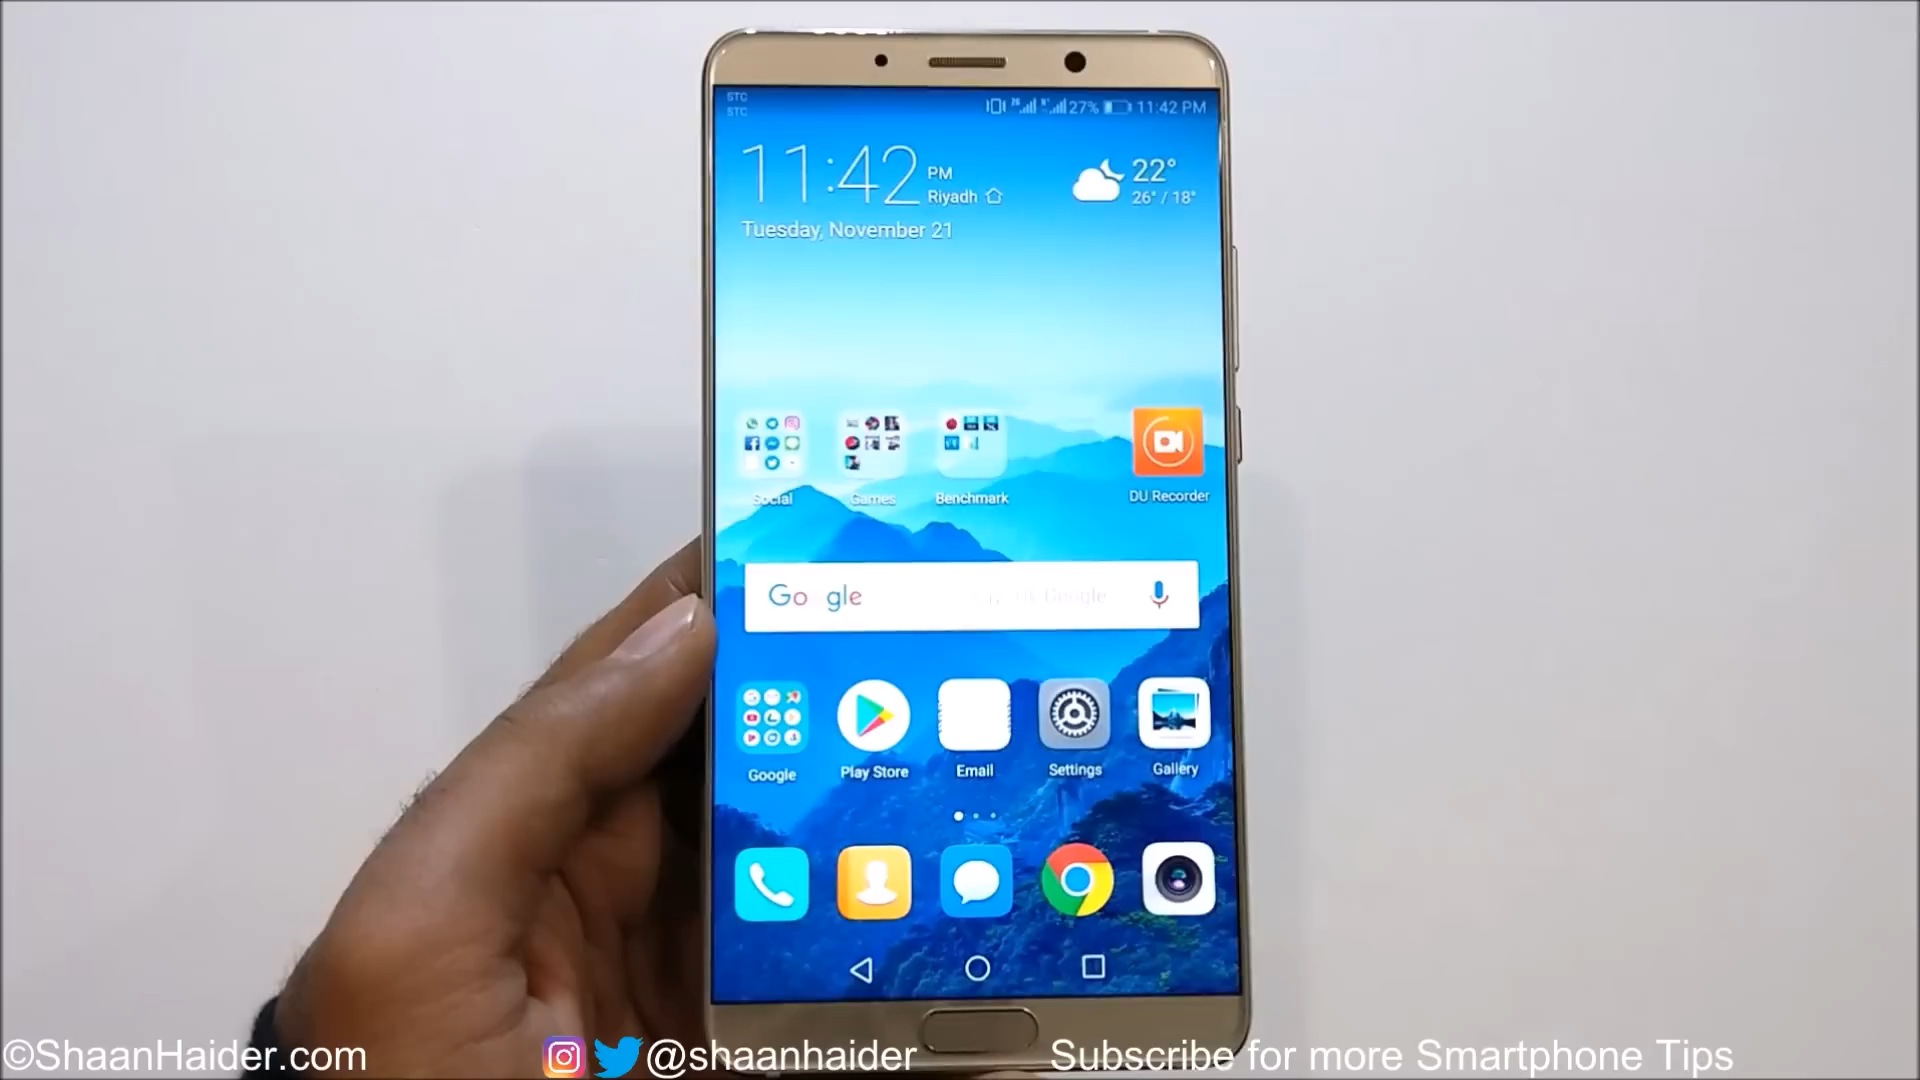 STC
STC
27% 11:42 PM
11:42 PM
Riyadh
Tuesday, November 21
22°
26° / 18°
Social
Games
Benchmark
DU Recorder
Google
Google
Google
Play Store
Email
Settings
Gallery
©ShaanHaider.com
@shaanhaider
Subscribe for more Smartphone Tips